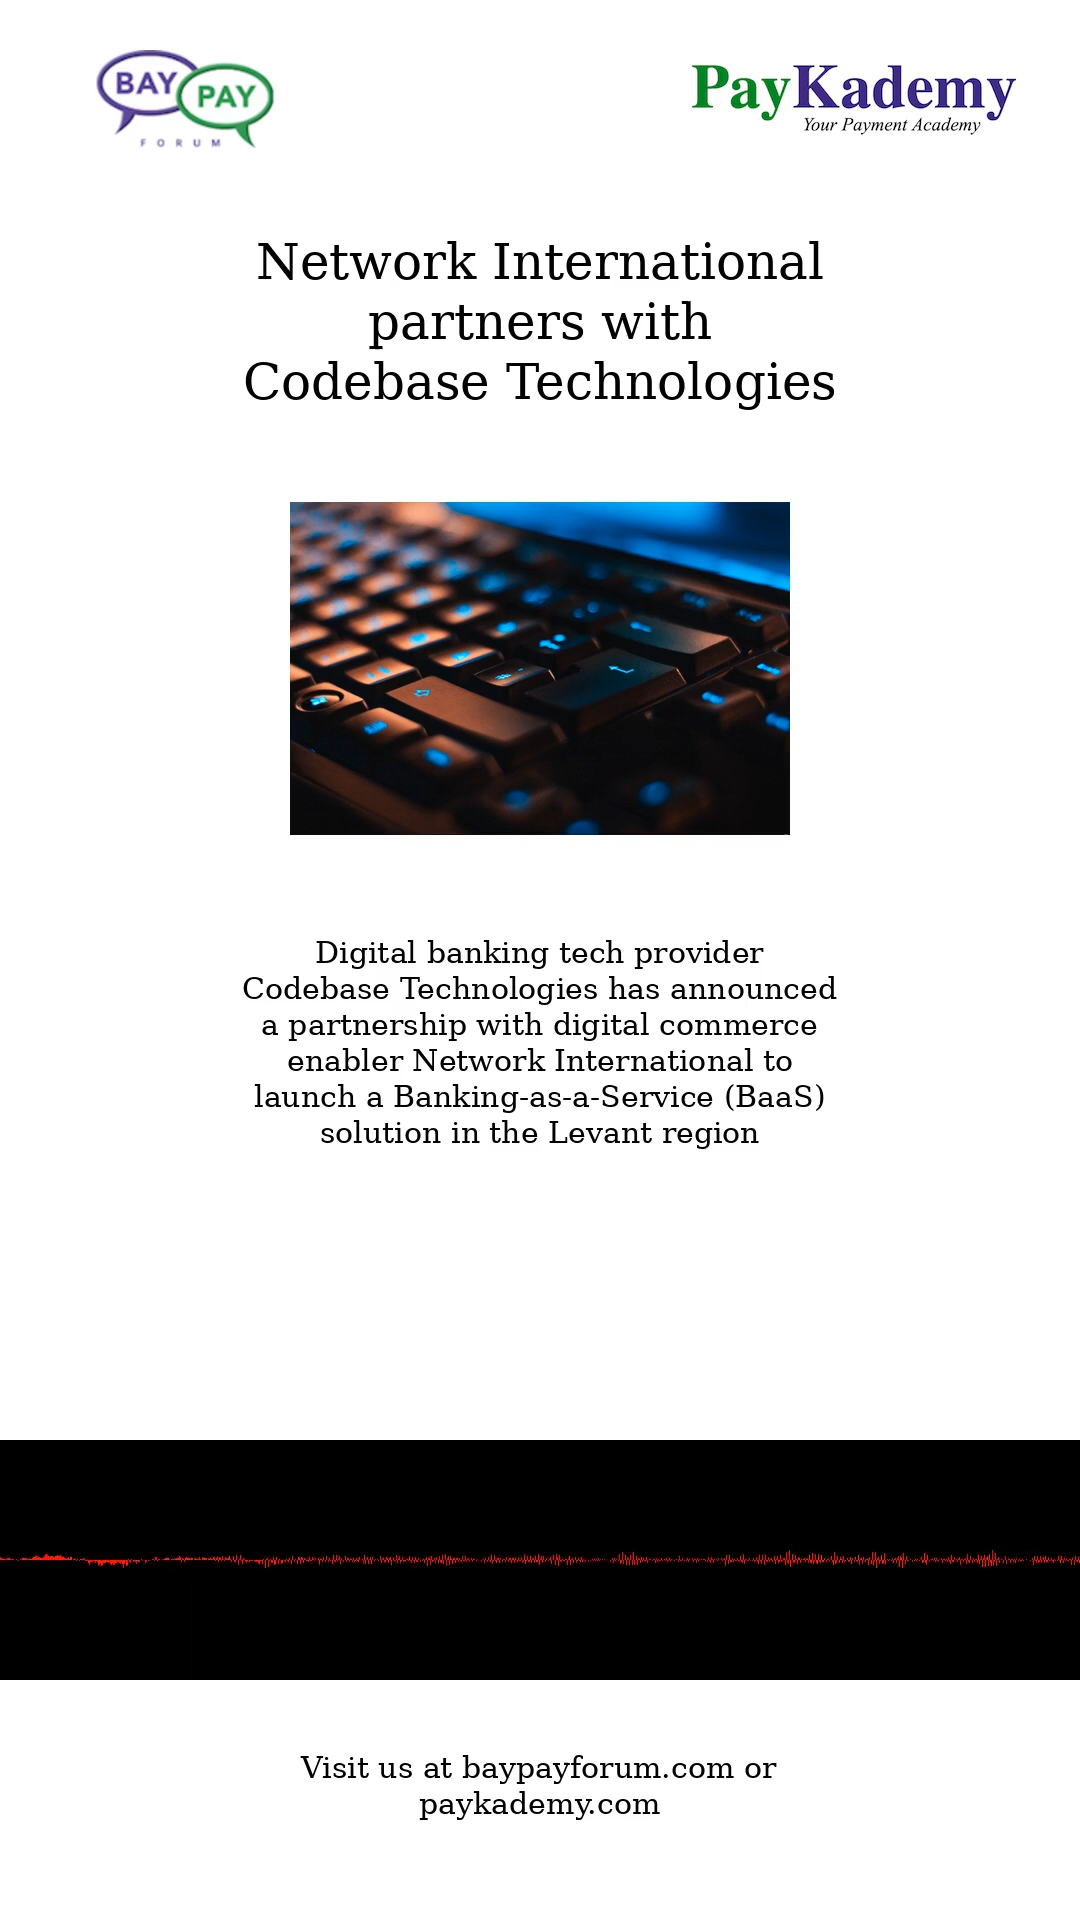 BAY PAY
FORUM
PayKademy
Your Payment Academy
Network International
partners with
Codebase Technologies
Digital banking tech provider
Codebase Technologies has announced
a partnership with digital commerce
enabler Network International to
launch a Banking-as-a-Service (BaaS)
solution in the Levant region
Visit us at baypayforum.com or
paykademy.com